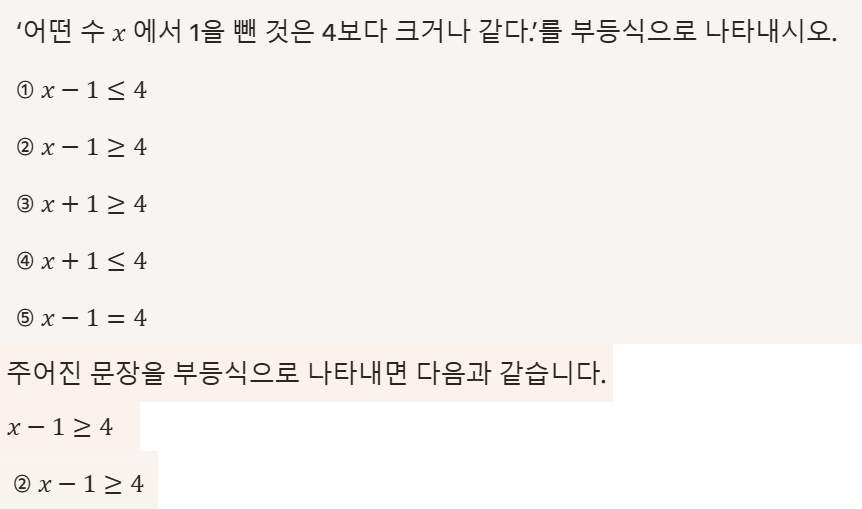 ‘어떤 수 x 에서 1을 뺀 것은 4보다 크거나 같다.’를 부등식으로 나타내시오.
① x − 1 ≤ 4
② x − 1 ≥ 4
③ x + 1 ≥ 4
④ x + 1 ≤ 4
⑤ x − 1 = 4
주어진 문장을 부등식으로 나타내면 다음과 같습니다.
x − 1 ≥ 4
② x − 1 ≥ 4